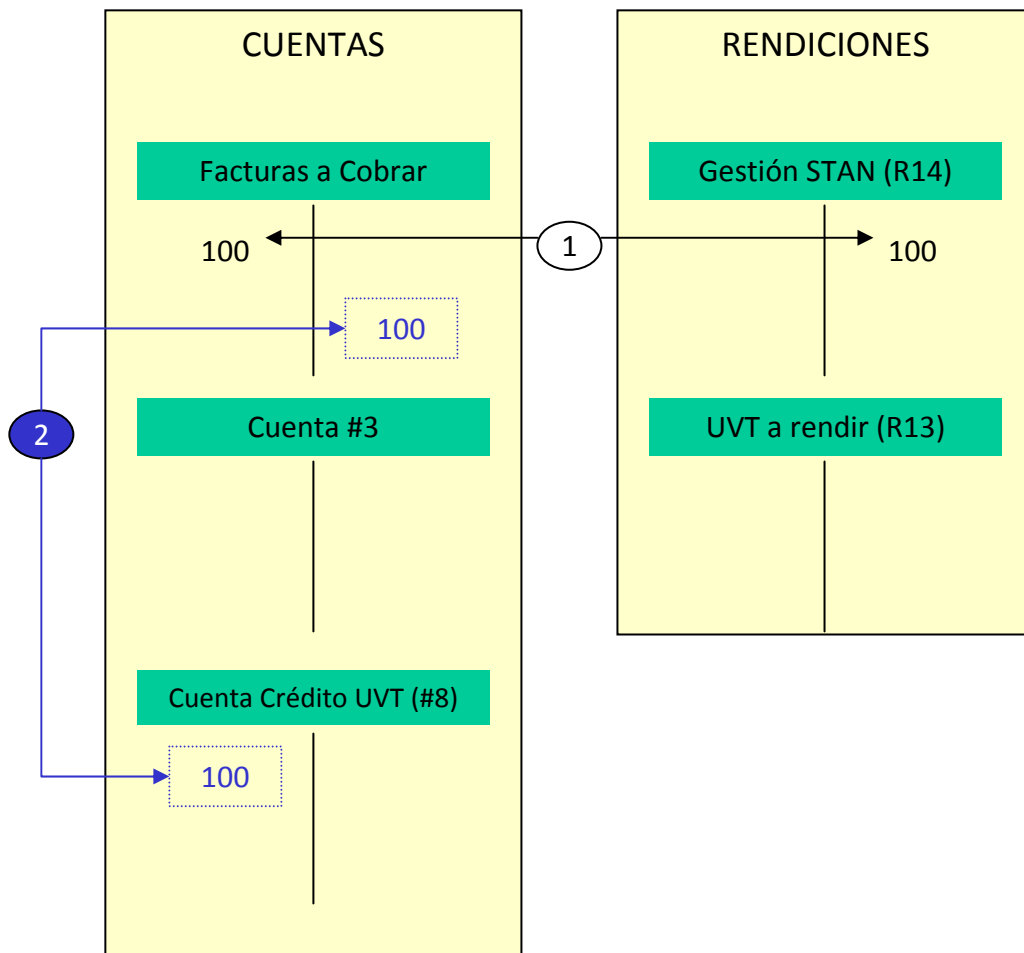 CUENTAS
RENDICIONES
Facturas a Cobrar
Gestión STAN (R14)
100
1
100
100
2
Cuenta #3
UVT a rendir (R13)
Cuenta Crédito UVT (#8)
100